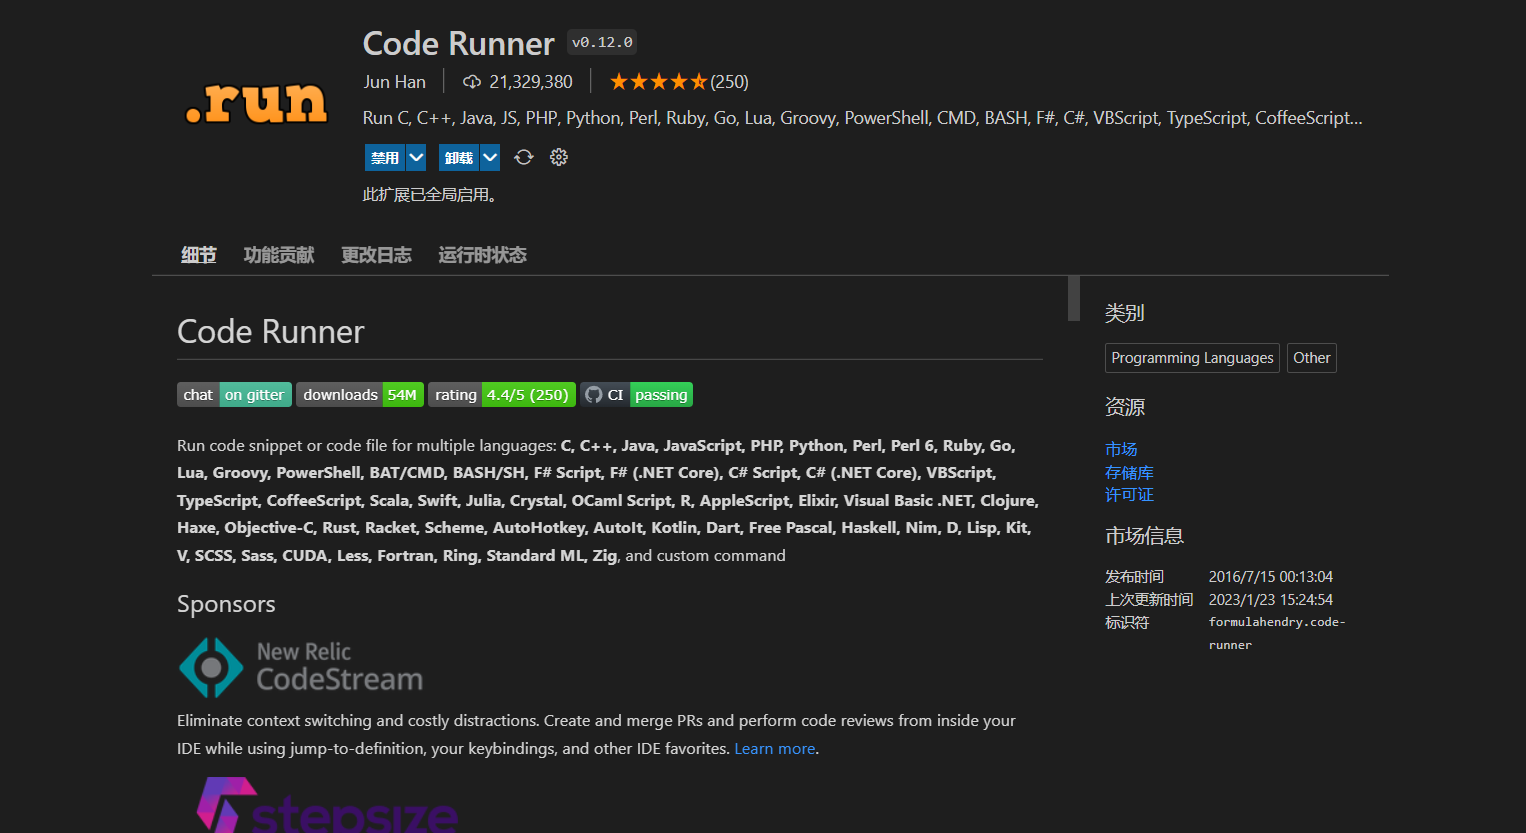 Code Runner v0.12.0
.run
Jun Han 21,329,380 (250)
Run C, C++, Java, JS, PHP, Python, Perl, Ruby, Go, Lua, Groovy, PowerShell, CMD, BASH, F#, C#, VBScript, TypeScript, CoffeeScript...
禁用 卸载
此扩展已全局启用。
细节 功能贡献 更改日志 运行时状态
Code Runner
chat on gitter downloads 54M rating 4.4/5 (250) CI passing
Run code snippet or code file for multiple languages: C, C++, Java, JavaScript, PHP, Python, Perl, Perl 6, Ruby, Go,
Lua, Groovy, PowerShell, BAT/CMD, BASH/SH, F# Script, F# (.NET Core), C# Script, C# (.NET Core), VBScript,
TypeScript, CoffeeScript, Scala, Swift, Julia, Crystal, OCaml Script, R, AppleScript, Elixir, Visual Basic .NET, Clojure,
Haxe, Objective-C, Rust, Racket, Scheme, AutoHotkey, AutoIt, Kotlin, Dart, Free Pascal, Haskell, Nim, D, Lisp, Kit,
V, SCSS, Sass, CUDA, Less, Fortran, Ring, Standard ML, Zig, and custom command
Sponsors
New Relic
CodeStream
Eliminate context switching and costly distractions. Create and merge PRs and perform code reviews from inside your
IDE while using jump-to-definition, your keybindings, and other IDE favorites. Learn more.
stepsize
类别
Programming Languages Other
资源
市场
存储库
许可证
市场信息
发布时间 2016/7/15 00:13:04
上次更新时间 2023/1/23 15:24:54
标识符 formulahendry.code-
runner